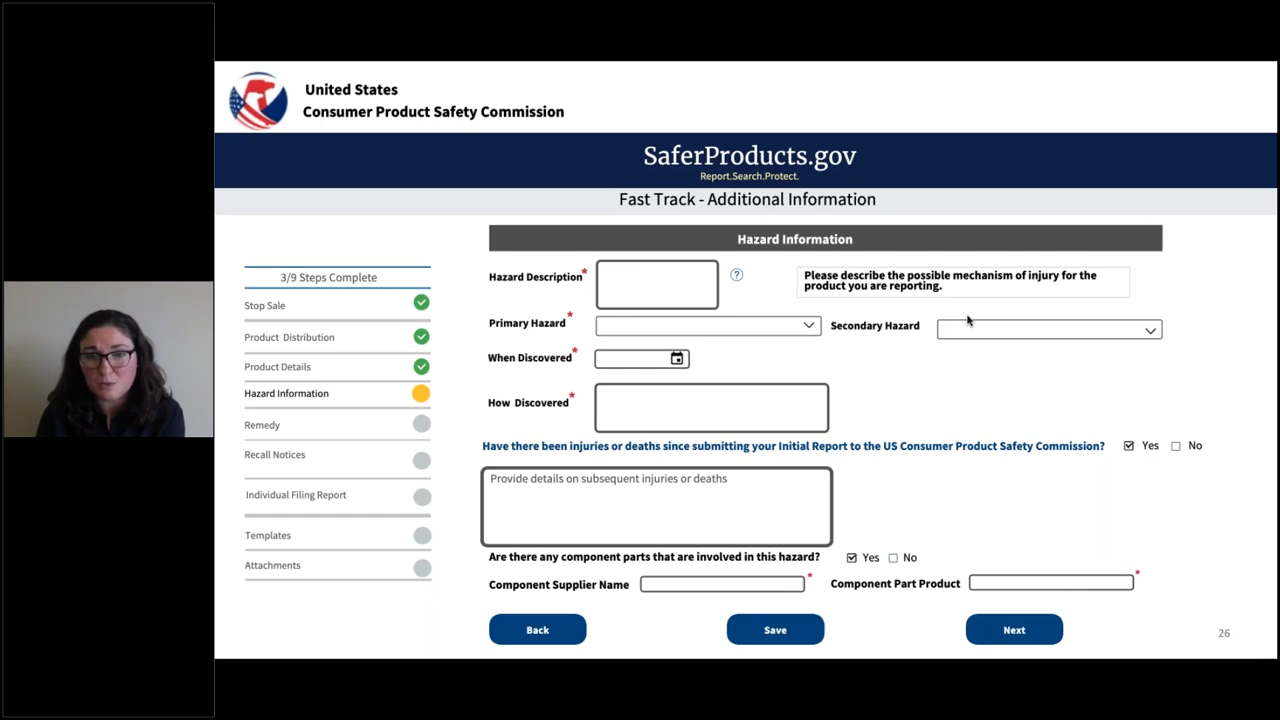 United States
Consumer Product Safety Commission
SaferProducts.gov
Report.Search.Protect.
Fast Track - Additional Information
3/9 Steps Complete
Stop Sale
Product Distribution
Product Details
Hazard Information
Remedy
Recall Notices
Individual Filing Report
Templates
Attachments
Hazard Information
Hazard Description* ? Please describe the possible mechanism of injury for the
product you are reporting.
Primary Hazard * Secondary Hazard
When Discovered*
How Discovered*
Have there been injuries or deaths since submitting your Initial Report to the US Consumer Product Safety Commission? Yes No
Provide details on subsequent injuries or deaths
Are there any component parts that are involved in this hazard? Yes No
Component Supplier Name * Component Part Product *
Back Save Next
26